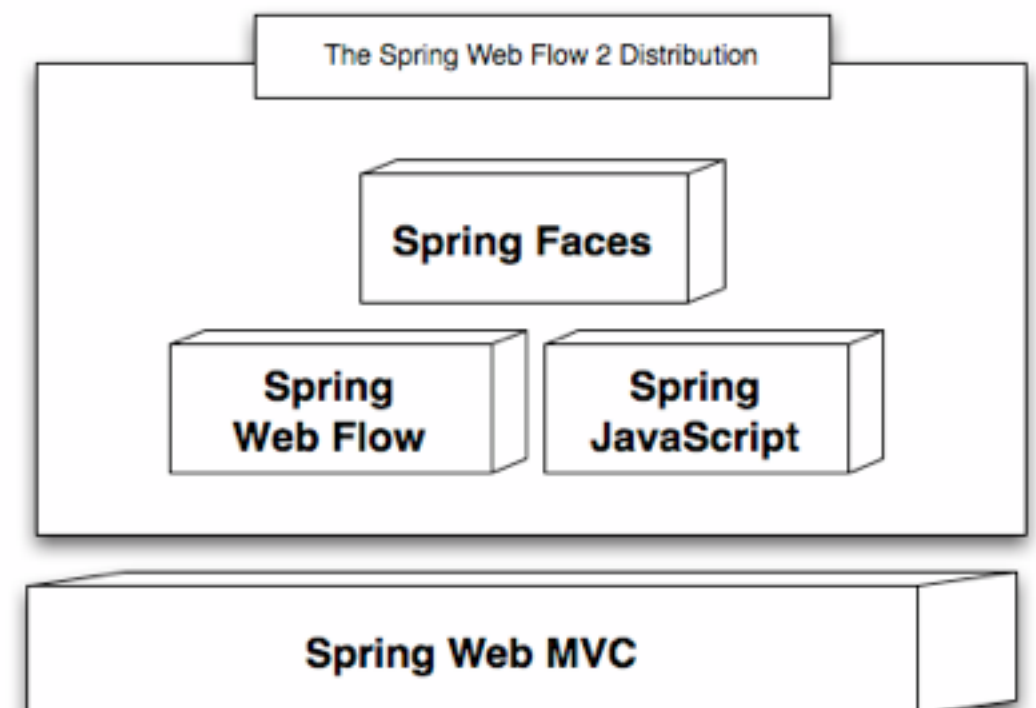 The Spring Web Flow 2 Distribution
Spring Faces
Spring
Web Flow
Spring
JavaScript
Spring Web MVC